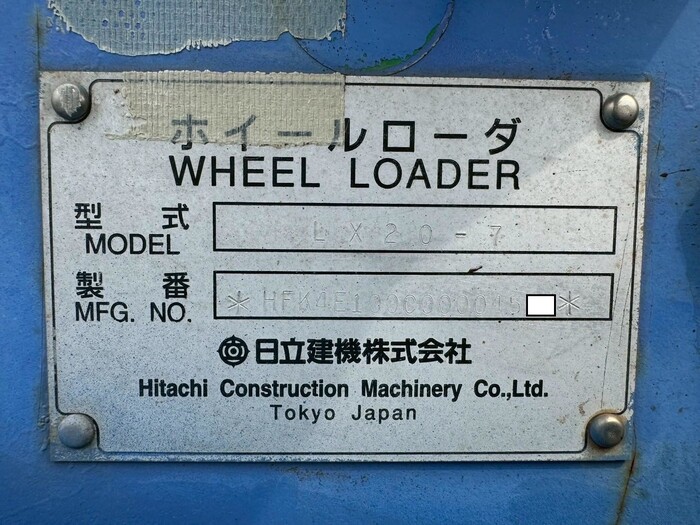 ホイールローダ
WHEEL LOADER
型式 LX20-7
MODEL
製番
MFG. NO.
日立建機株式会社
Hitachi Construction Machinery Co.,Ltd.
Tokyo Japan